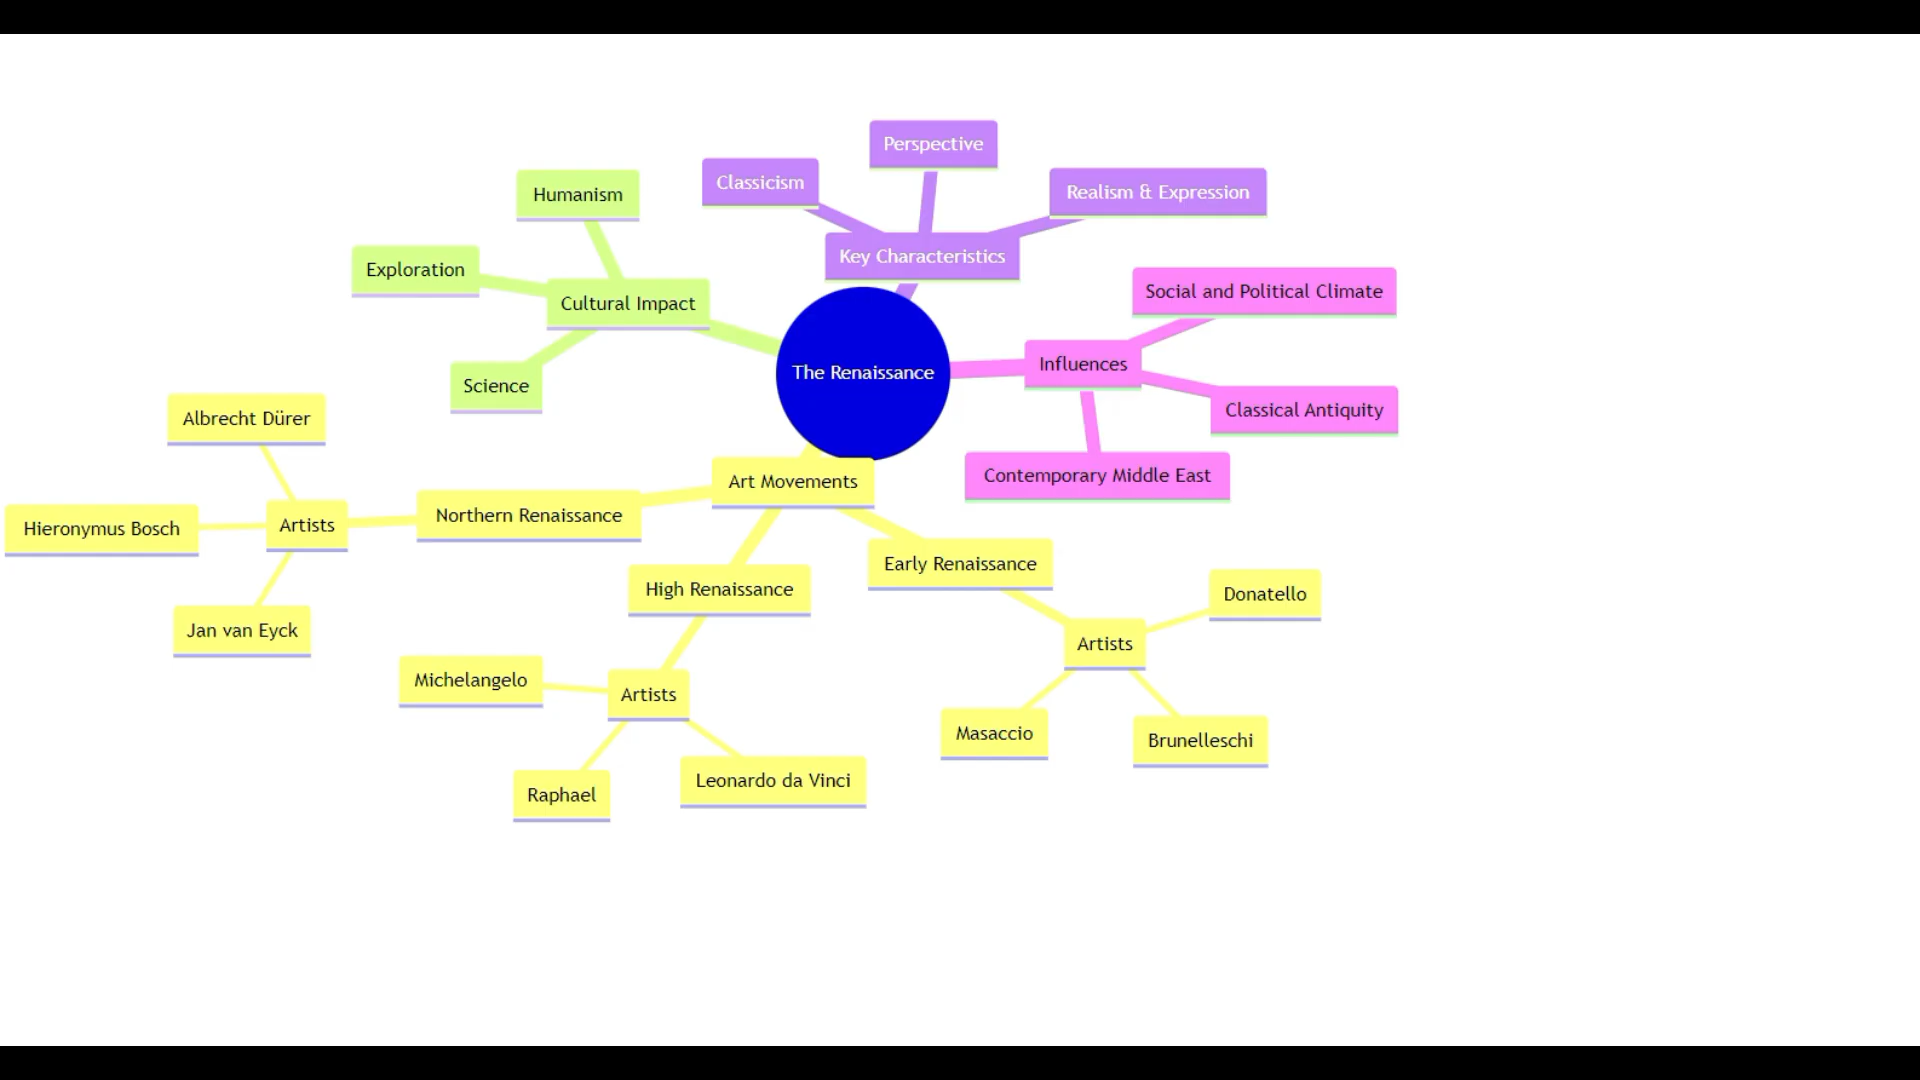 Perspective
Classicism
Realism & Expression
Humanism
Key Characteristics
Exploration
Cultural Impact
Social and Political Climate
The Renaissance
Influences
Science
Classical Antiquity
Albrecht Dürer
Contemporary Middle East
Art Movements
Northern Renaissance
Artists
Hieronymus Bosch
Early Renaissance
High Renaissance
Donatello
Jan van Eyck
Artists
Michelangelo
Artists
Masaccio
Brunelleschi
Leonardo da Vinci
Raphael